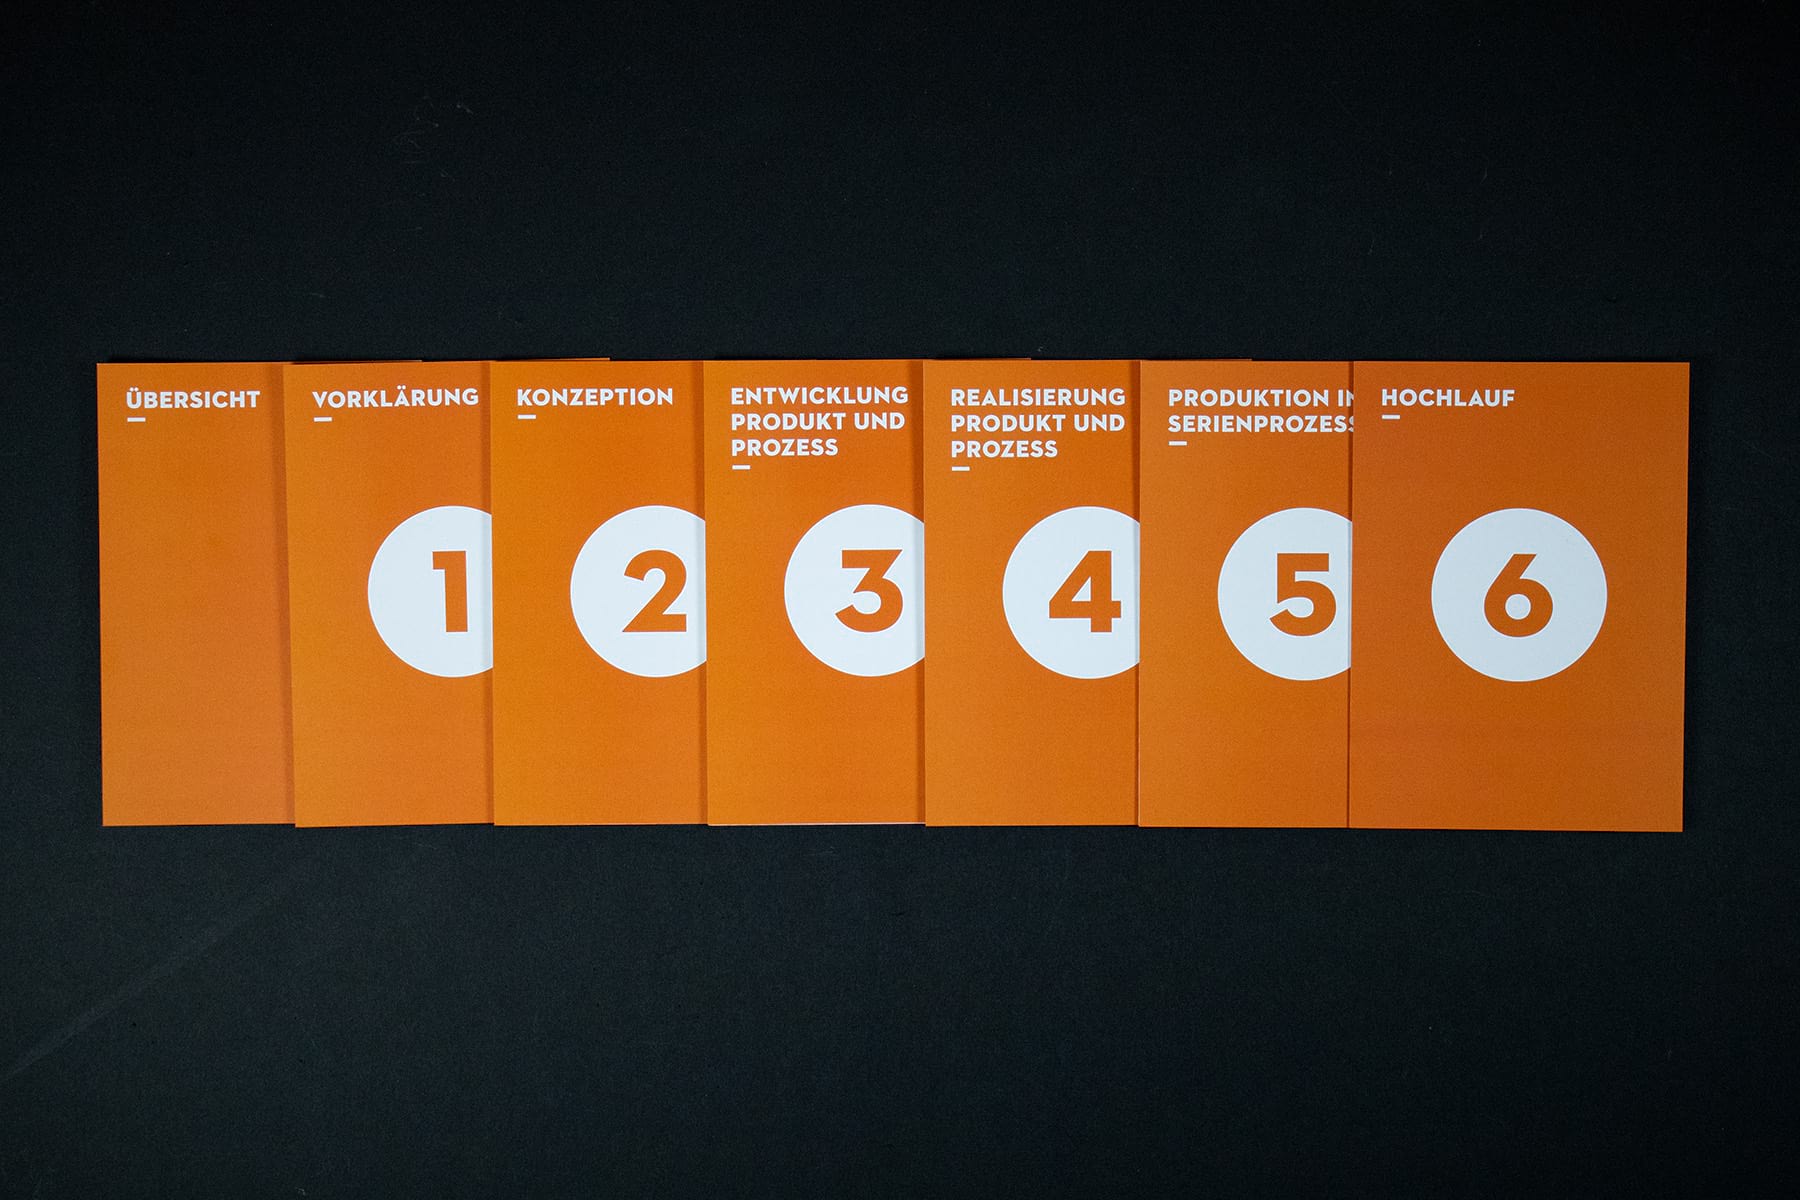 ÜBERSICHT
VORKLÄRUNG
1
KONZEPTION
2
ENTWICKLUNG
PRODUKT UND
PROZESS
3
REALISIERUNG
PRODUKT UND
PROZESS
4
PRODUKTION IN
SERIENPROZESS
5
HOCHLAUF
6